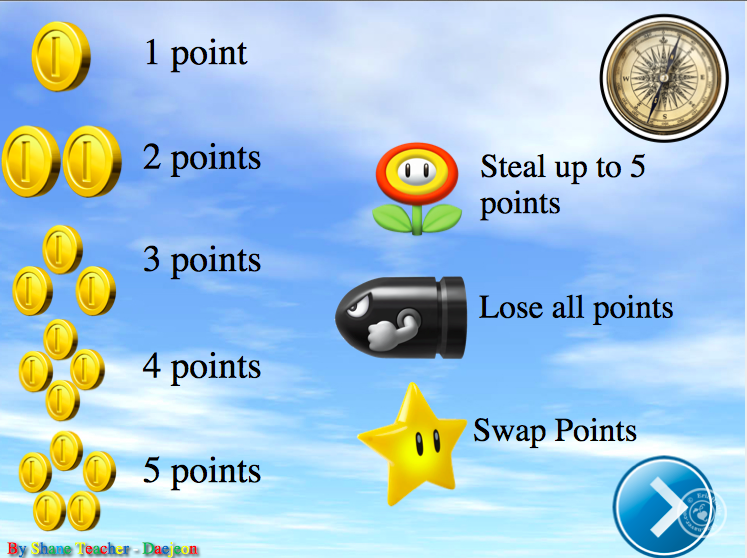 1 point
2 points
3 points
4 points
5 points
Steal up to 5
points
Lose all points
Swap Points
By Shane Teacher - Daejeon